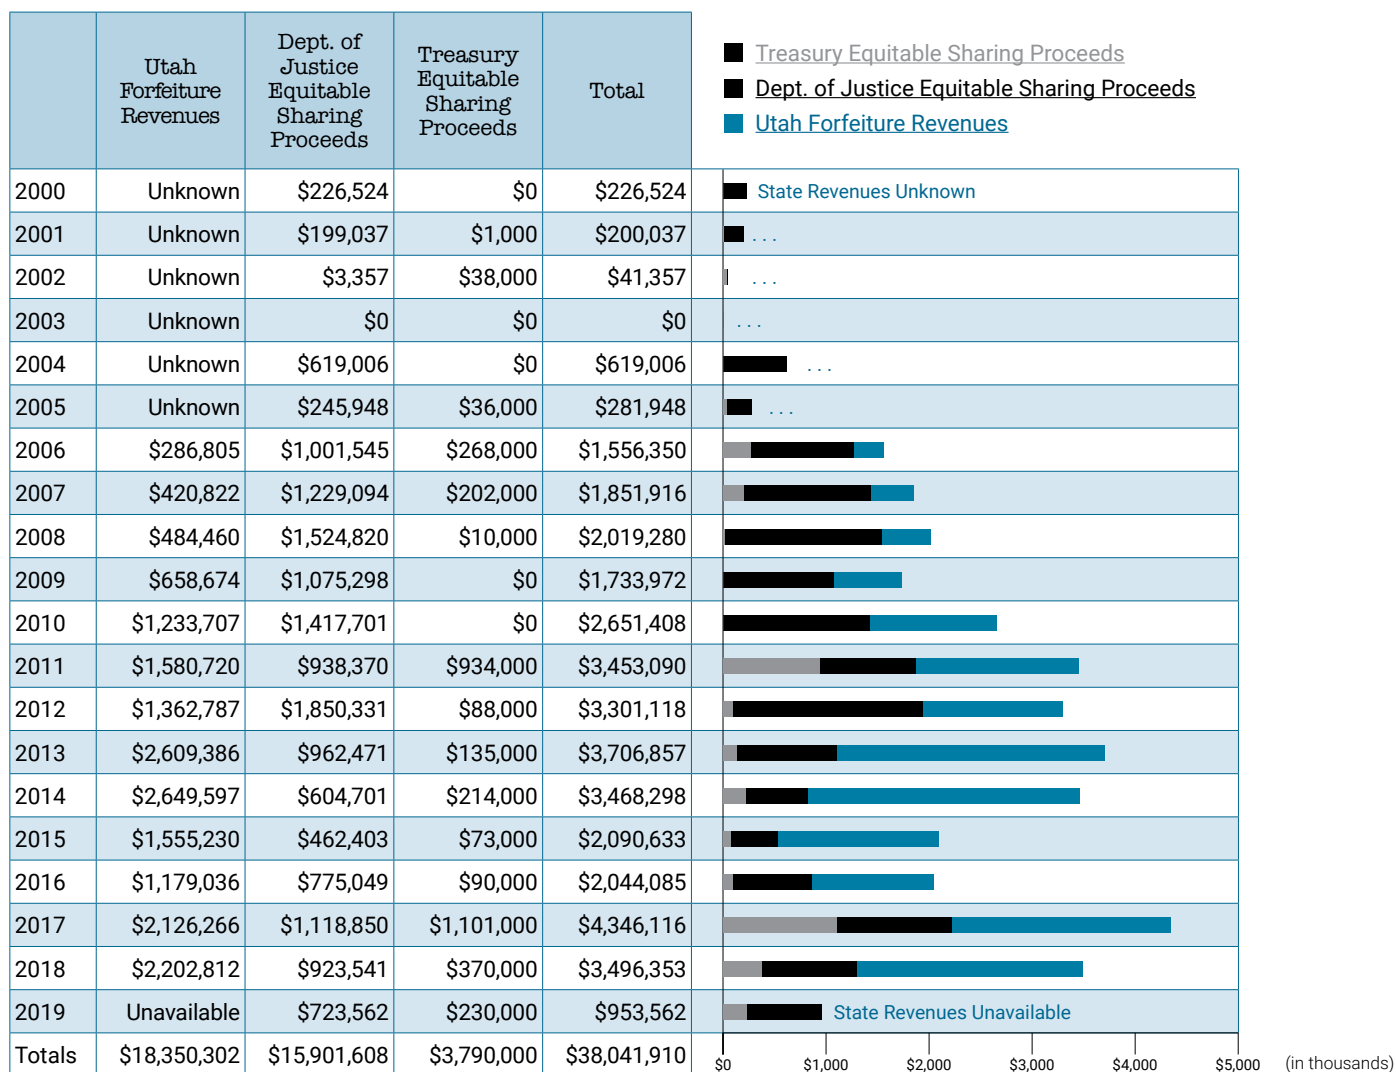 Utah
Forfeiture
Revenues
Dept. of
Justice
Equitable
Sharing
Proceeds
Treasury
Equitable
Sharing
Proceeds
Total
Treasury Equitable Sharing Proceeds
Dept. of Justice Equitable Sharing Proceeds
Utah Forfeiture Revenues
2000 Unknown $226,524 $0 $226,524 State Revenues Unknown
2001 Unknown $199,037 $1,000 $200,037 ...
2002 Unknown $3,357 $38,000 $41,357 ...
2003 Unknown $0 $0 $0 ...
2004 Unknown $619,006 $0 $619,006 ...
2005 Unknown $245,948 $36,000 $281,948 ...
2006 $286,805 $1,001,545 $268,000 $1,556,350
2007 $420,822 $1,229,094 $202,000 $1,851,916
2008 $484,460 $1,524,820 $10,000 $2,019,280
2009 $658,674 $1,075,298 $0 $1,733,972
2010 $1,233,707 $1,417,701 $0 $2,651,408
2011 $1,580,720 $938,370 $934,000 $3,453,090
2012 $1,362,787 $1,850,331 $88,000 $3,301,118
2013 $2,609,386 $962,471 $135,000 $3,706,857
2014 $2,649,597 $604,701 $214,000 $3,468,298
2015 $1,555,230 $462,403 $73,000 $2,090,633
2016 $1,179,036 $775,049 $90,000 $2,044,085
2017 $2,126,266 $1,118,850 $1,101,000 $4,346,116
2018 $2,202,812 $923,541 $370,000 $3,496,353
2019 Unavailable $723,562 $230,000 $953,562 State Revenues Unavailable
Totals $18,350,302 $15,901,608 $3,790,000 $38,041,910
$0 $1,000 $2,000 $3,000 $4,000 $5,000 (in thousands)